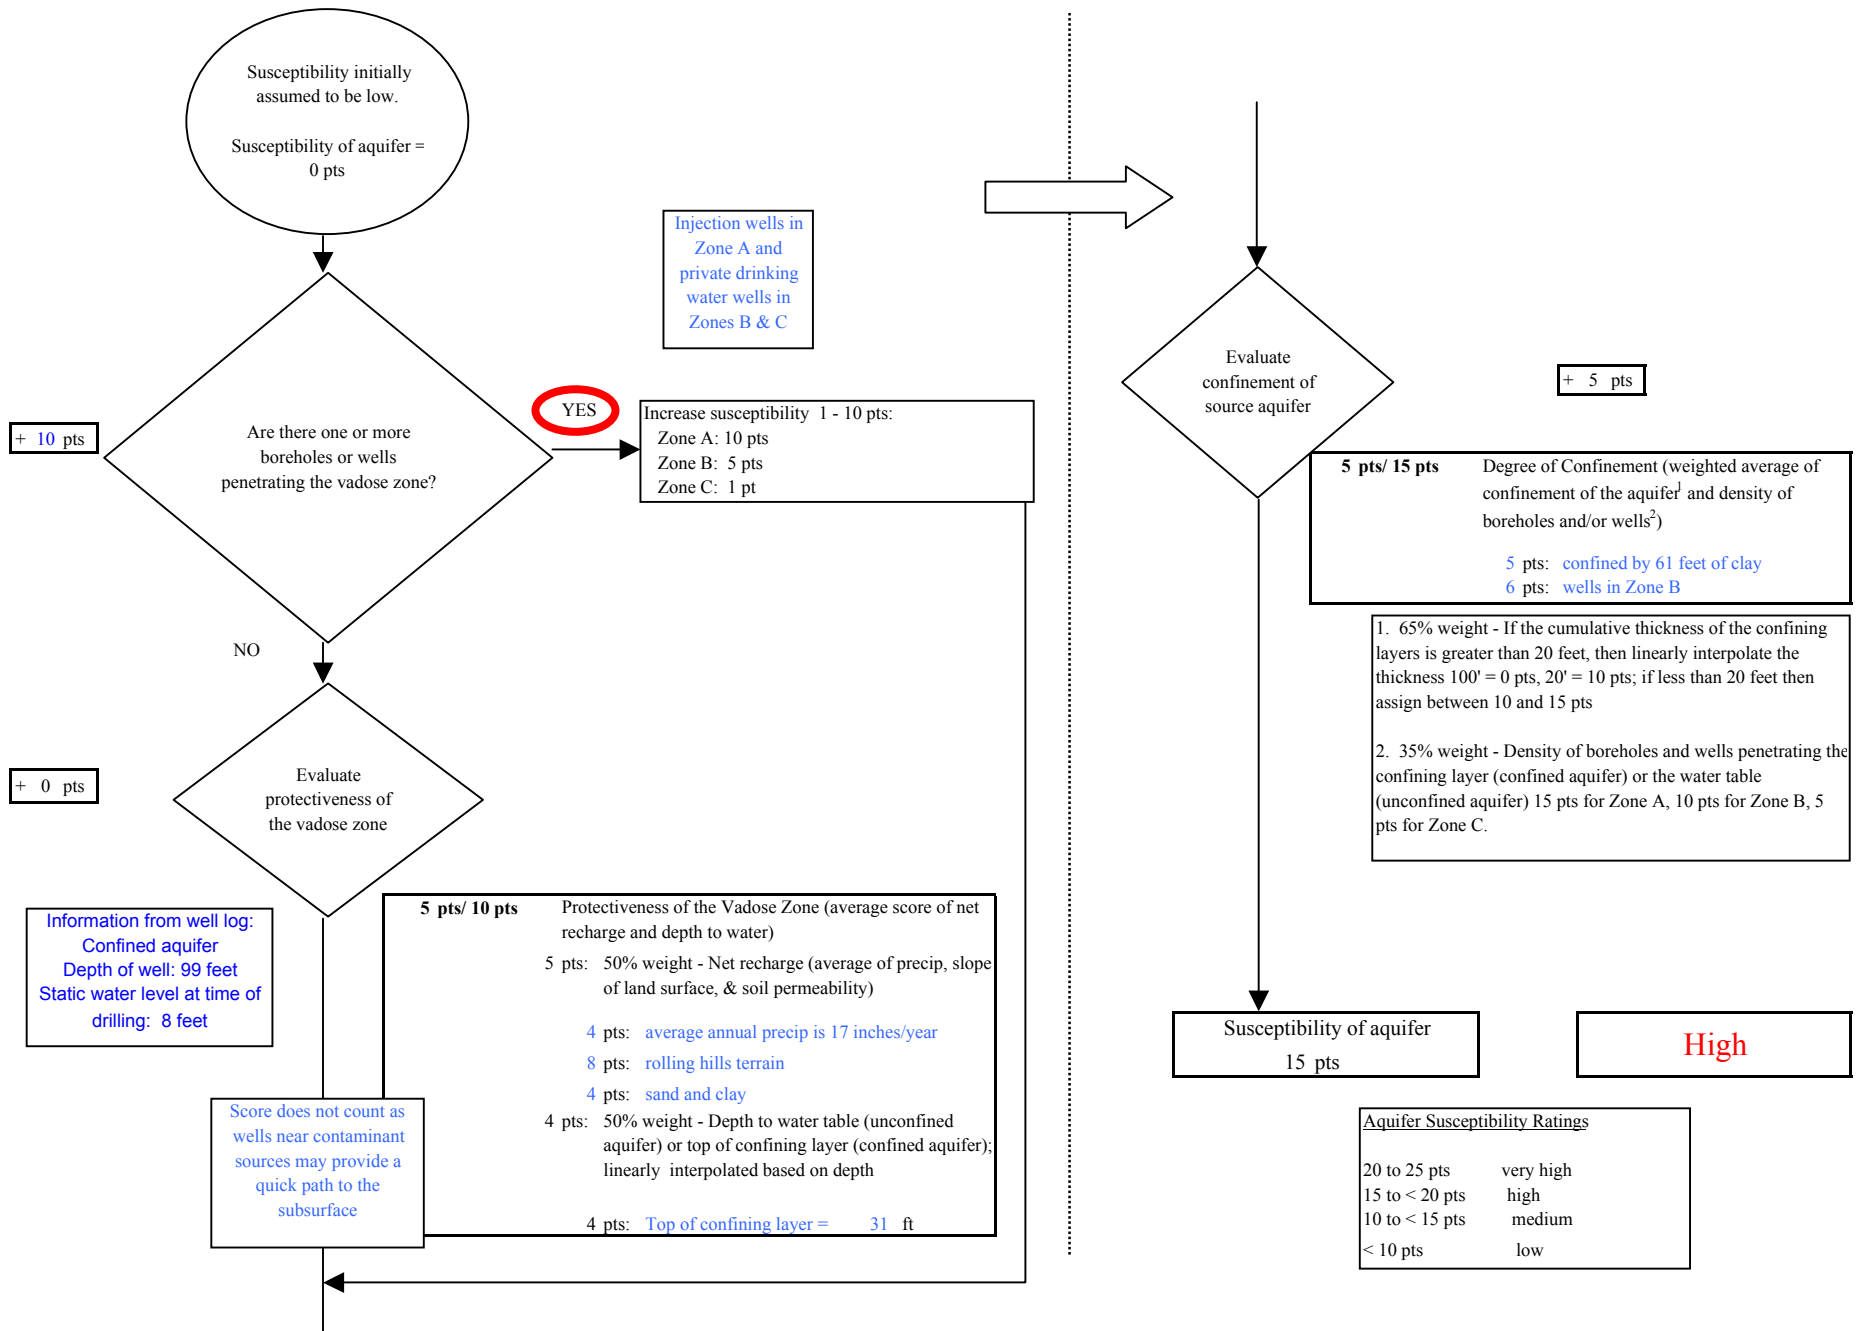 Susceptibility initially
assumed to be low.
Susceptibility of aquifer =
0 pts
Injection wells in
Zone A and
private drinking
water wells in
Zones B & C
YES
+ 10 pts
Are there one or more
boreholes or wells
penetrating the vadose zone?
Increase susceptibility 1 - 10 pts:
Zone A: 10 pts
Zone B: 5 pts
Zone C: 1 pt
NO
+ 0 pts
Evaluate
protectiveness of
the vadose zone
Information from well log:
Confined aquifer
Depth of well: 99 feet
Static water level at time of
drilling: 8 feet
5 pts/ 10 pts Protectiveness of the Vadose Zone (average score of net
recharge and depth to water)
5 pts: 50% weight - Net recharge (average of precip, slope
of land surface, & soil permeability)
4 pts: average annual precip is 17 inches/year
8 pts: rolling hills terrain
4 pts: sand and clay
4 pts: 50% weight - Depth to water table (unconfined
aquifer) or top of confining layer (confined aquifer);
linearly interpolated based on depth
4 pts: Top of confining layer = 31 ft
Score does not count as
wells near contaminant
sources may provide a
quick path to the
subsurface
Evaluate
confinement of
source aquifer
+ 5 pts
5 pts/ 15 pts Degree of Confinement (weighted average of
confinement of the aquifer1 and density of
boreholes and/or wells2)
5 pts: confined by 61 feet of clay
6 pts: wells in Zone B
1. 65% weight - If the cumulative thickness of the confining
layers is greater than 20 feet, then linearly interpolate the
thickness 100' = 0 pts, 20' = 10 pts; if less than 20 feet then
assign between 10 and 15 pts
2. 35% weight - Density of boreholes and wells penetrating the
confining layer (confined aquifer) or the water table
(unconfined aquifer) 15 pts for Zone A, 10 pts for Zone B, 5
pts for Zone C.
Susceptibility of aquifer
15 pts
High
Aquifer Susceptibility Ratings
20 to 25 pts very high
15 to < 20 pts high
10 to < 15 pts medium
< 10 pts low